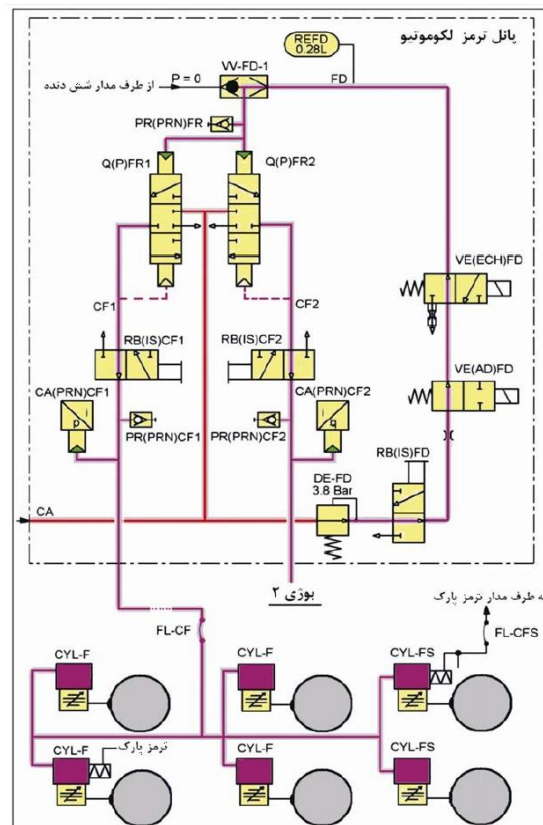 پانل ترمز لکوموتیو
REFD
0.28L
VV-FD-1
FD
P = 0
از طرف مدار شش دنده
PR(PRN)FR
Q(P)FR1
Q(P)FR2
VE(ECH)FD
CF1
CF2
RB(IS)CF1
RB(IS)CF2
VE(AD)FD
CA(PRN)CF1
CA(PRN)CF2
i
p
i
p
PR(PRN)CF1
PR(PRN)CF2
RB(IS)FD
DE-FD
3.8 Bar
CA
بوژی ۲
به طرف مدار ترمز پارک
FL-CF
FL-CFS
CYL-F
CYL-F
CYL-FS
CYL-F
ترمز پارک
CYL-F
CYL-FS